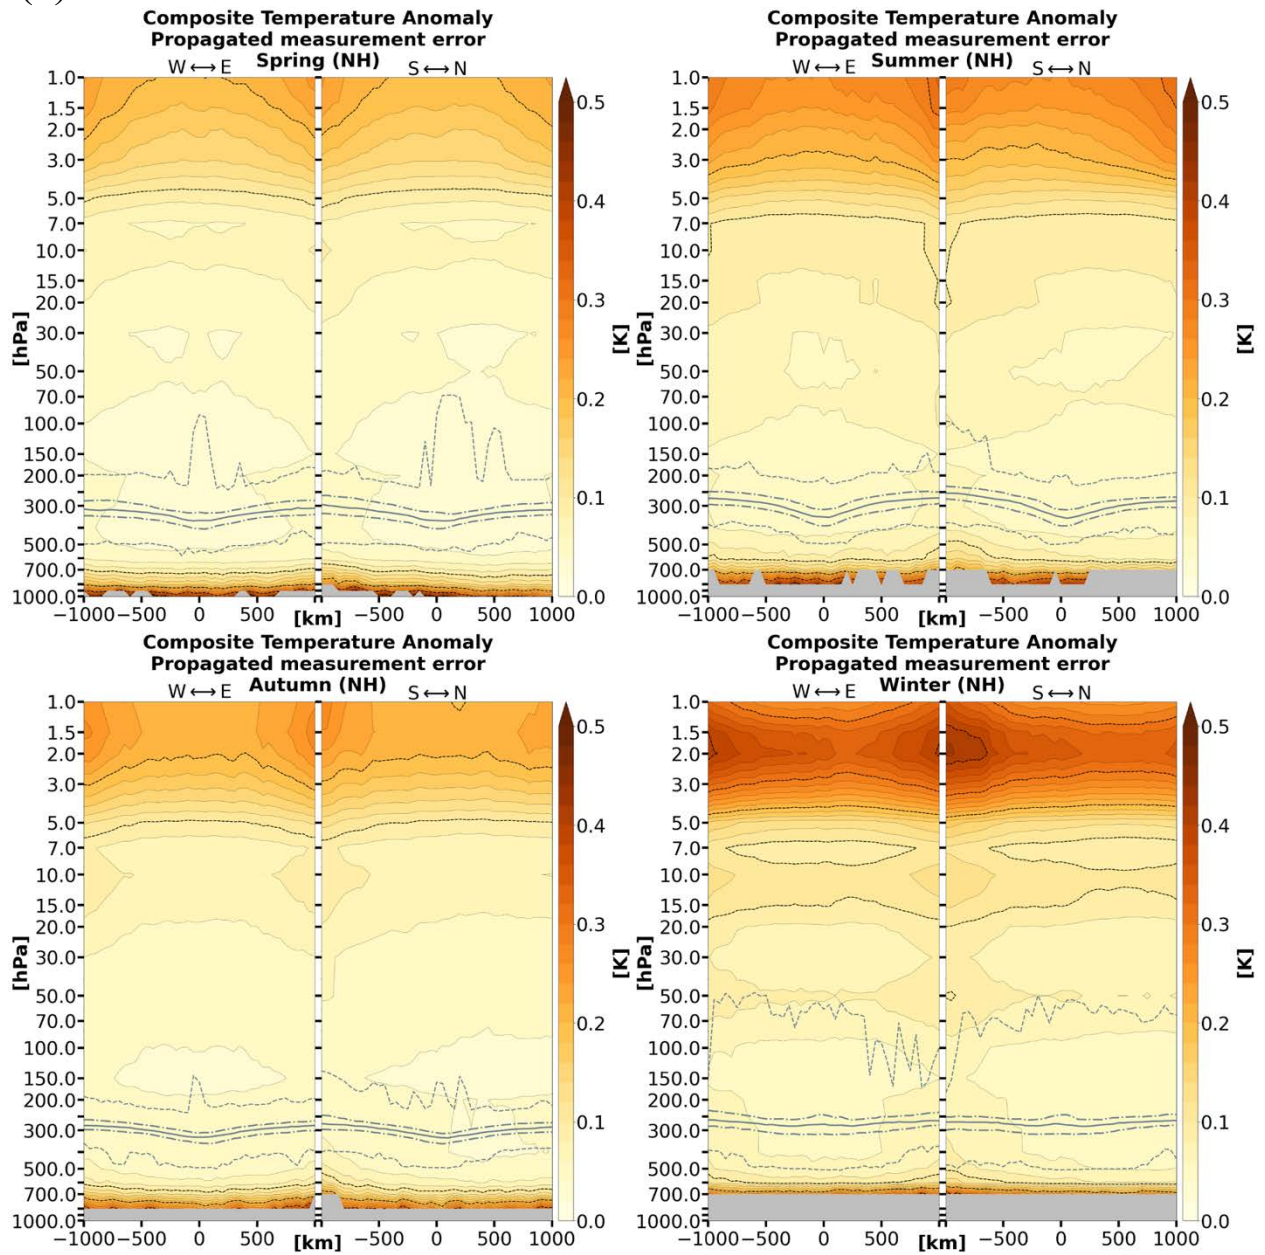 Composite Temperature Anomaly
Propagated measurement error
Spring (NH)
W ⟷ E
S ⟷ N
1.0
1.5
2.0
3.0
5.0
7.0
10.0
15.0
20.0
30.0
50.0
70.0
100.0
150.0
200.0
300.0
500.0
700.0
1000.0
[hPa]
−1000 −500 0 500
−500 0 500 1000
[km]
0.5
0.4
0.3
0.2
0.1
0.0
[K]
Composite Temperature Anomaly
Propagated measurement error
Summer (NH)
W ⟷ E
S ⟷ N
1.0
1.5
2.0
3.0
5.0
7.0
10.0
15.0
20.0
30.0
50.0
70.0
100.0
150.0
200.0
300.0
500.0
700.0
1000.0
[hPa]
−1000 −500 0 500
−500 0 500 1000
[km]
0.5
0.4
0.3
0.2
0.1
0.0
[K]
Composite Temperature Anomaly
Propagated measurement error
Autumn (NH)
W ⟷ E
S ⟷ N
1.0
1.5
2.0
3.0
5.0
7.0
10.0
15.0
20.0
30.0
50.0
70.0
100.0
150.0
200.0
300.0
500.0
700.0
1000.0
[hPa]
−1000 −500 0 500
−500 0 500 1000
[km]
0.5
0.4
0.3
0.2
0.1
0.0
[K]
Composite Temperature Anomaly
Propagated measurement error
Winter (NH)
W ⟷ E
S ⟷ N
1.0
1.5
2.0
3.0
5.0
7.0
10.0
15.0
20.0
30.0
50.0
70.0
100.0
150.0
200.0
300.0
500.0
700.0
1000.0
[hPa]
−1000 −500 0 500
−500 0 500 1000
[km]
0.5
0.4
0.3
0.2
0.1
0.0
[K]